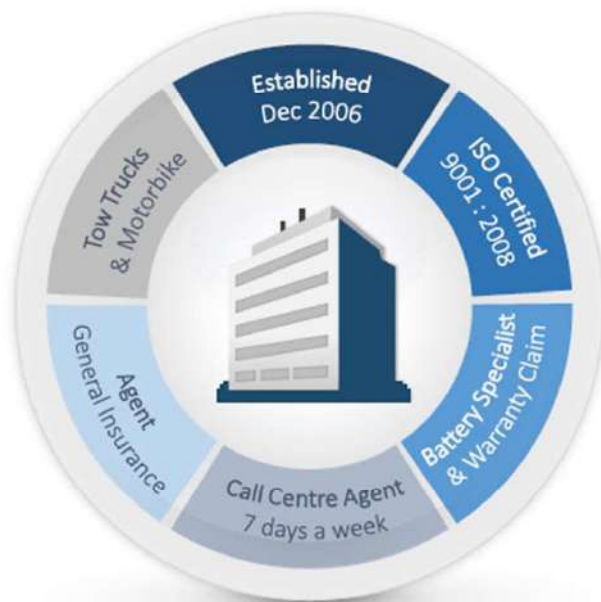 Established
Dec 2006
ISO Certified
9001 : 2008
Battery Specialist
& Warranty Claim
Call Centre Agent
7 days a week
Agent
General Insurance
Tow Trucks
& Motorbike